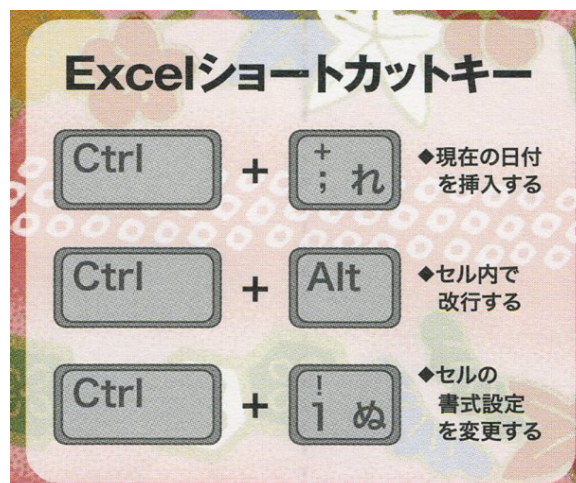 Excelショートカットキー
Ctrl + + ; れ ◆現在の日付
を挿入する
Ctrl + Alt ◆セル内で
改行する
Ctrl + ! 1 ぬ ◆セルの
書式設定
を変更する